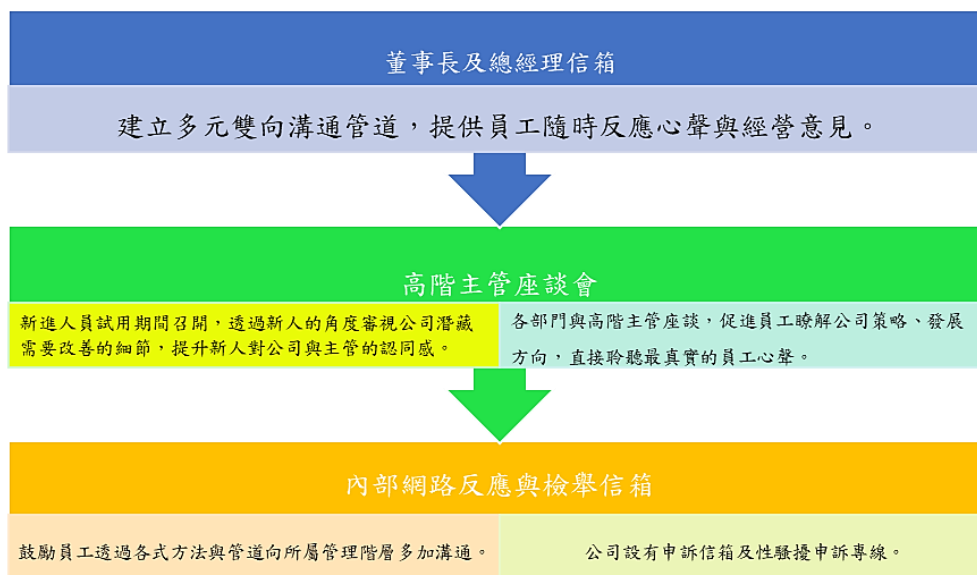 董事長及總經理信箱
建立多元雙向溝通管道，提供員工隨時反應心聲與經營意見。
高階主管座談會
新進人員試用期間召開，透過新人的角度審視公司潛藏
需要改善的細節，提升新人對公司與主管的認同感。
各部門與高階主管座談，促進員工瞭解公司策略、發展
方向，直接聆聽最真實的員工心聲。
內部網路反應與檢舉信箱
鼓勵員工透過各式方法與管道向所屬管理階層多加溝通。
公司設有申訴信箱及性騷擾申訴專線。